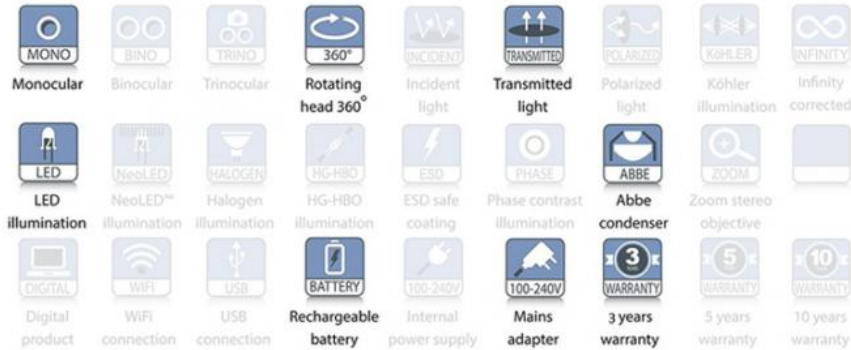 MONO BINO TRINO 360° INCIDENT TRANSMITTED POLARIZED KöHLER INFINITY
Monocular Binocular Trinocular Rotating Incident Transmitted Polarized Köhler Infinity
head 360° light light light illumination corrected
LED NeoLED HALOGEN HG-HBO ESD PHASE ABBE ZOOM
LED NeoLED™ Halogen HG-HBO ESD safe Phase contrast Abbe Zoom stereo
illumination illumination illumination illumination coating illumination condenser objective
DIGITAL WiFi USB BATTERY 100-240V 100-240V 3 WARRANTY 5 WARRANTY 10 WARRANTY
Digital WiFi USB Rechargeable Internal Mains 3 years 5 years 10 years
product connection connection battery power supply adapter warranty warranty warranty